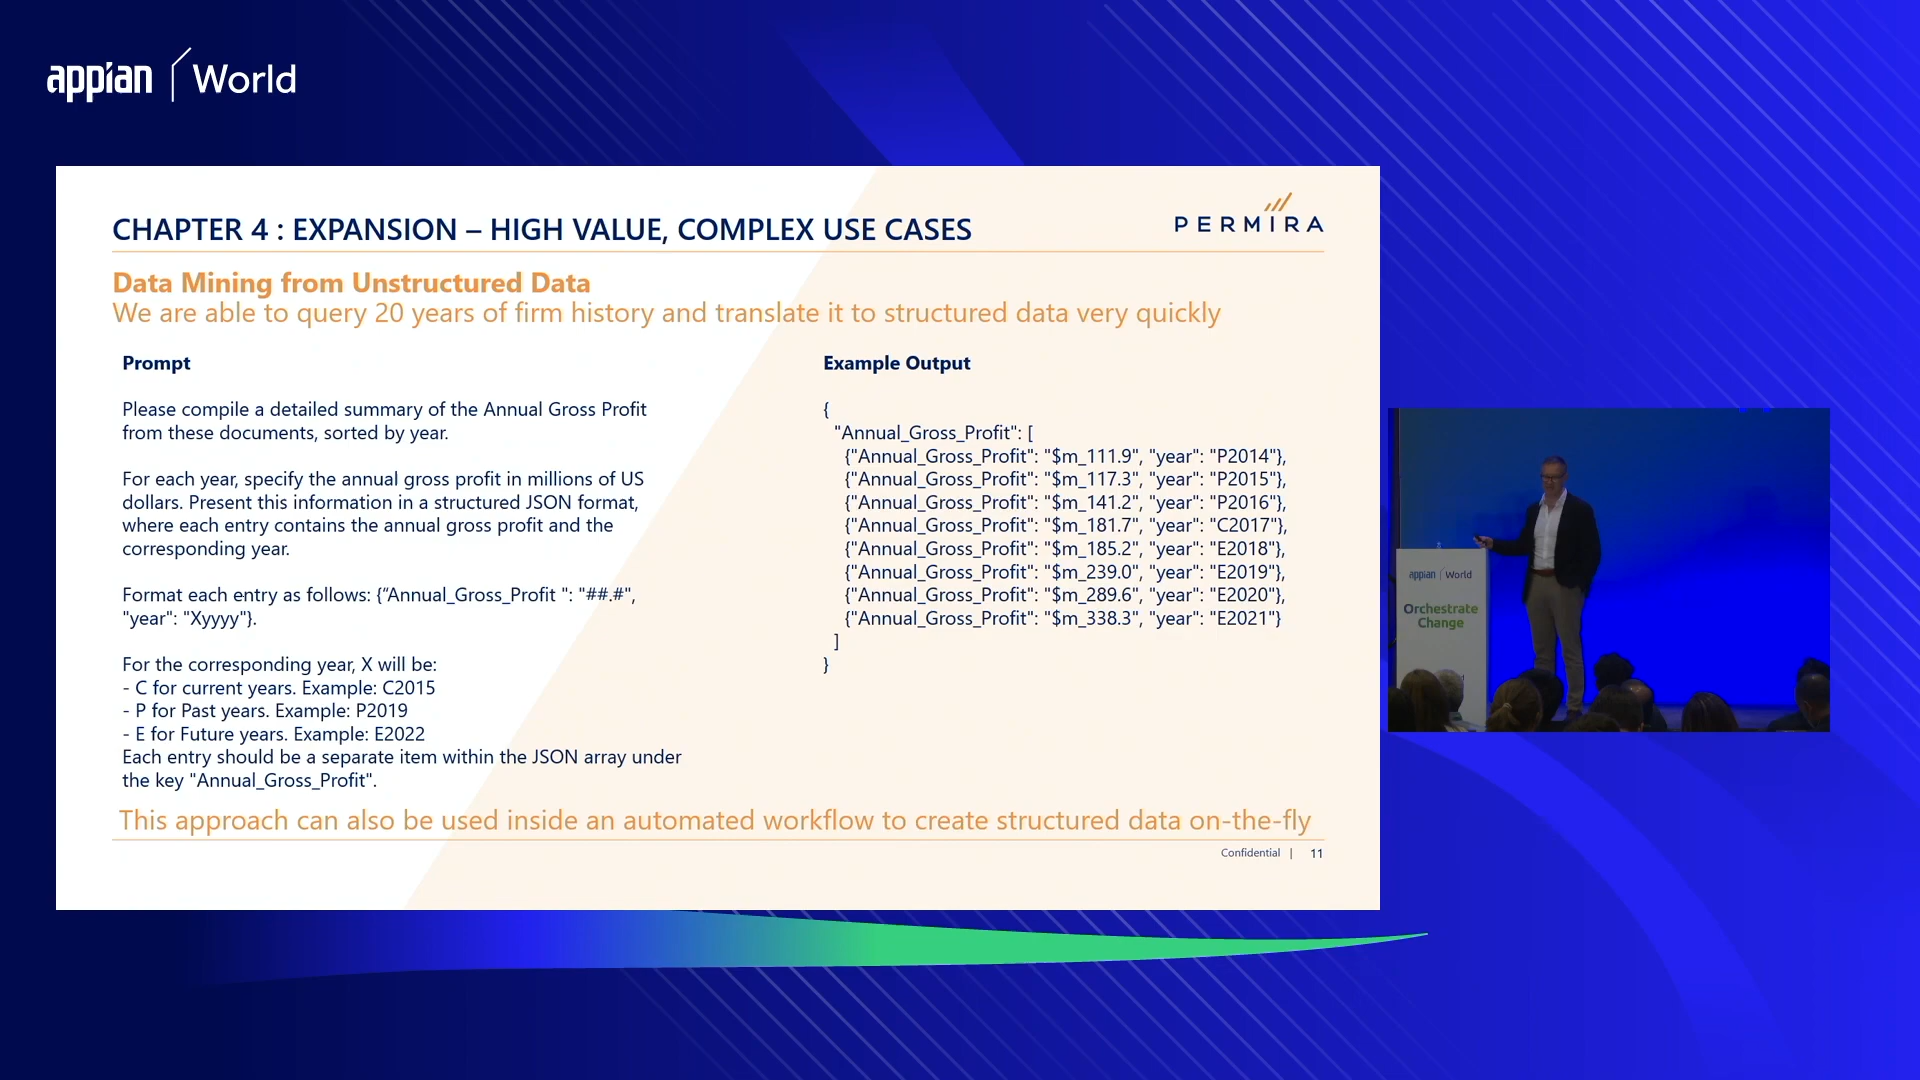 appian World
CHAPTER 4 : EXPANSION – HIGH VALUE, COMPLEX USE CASES
PERMIRA
Data Mining from Unstructured Data
We are able to query 20 years of firm history and translate it to structured data very quickly
Prompt
Please compile a detailed summary of the Annual Gross Profit
from these documents, sorted by year.
For each year, specify the annual gross profit in millions of US
dollars. Present this information in a structured JSON format,
where each entry contains the annual gross profit and the
corresponding year.
Format each entry as follows: {“Annual_Gross_Profit ": "##.#",
"year": "Xyyyy"}.
For the corresponding year, X will be:
- C for current years. Example: C2015
- P for Past years. Example: P2019
- E for Future years. Example: E2022
Each entry should be a separate item within the JSON array under
the key "Annual_Gross_Profit".
Example Output
{
"Annual_Gross_Profit": [
{"Annual_Gross_Profit": "$m_111.9", "year": "P2014"},
{"Annual_Gross_Profit": "$m_117.3", "year": "P2015"},
{"Annual_Gross_Profit": "$m_141.2", "year": "P2016"},
{"Annual_Gross_Profit": "$m_181.7", "year": "C2017"},
{"Annual_Gross_Profit": "$m_185.2", "year": "E2018"},
{"Annual_Gross_Profit": "$m_239.0", "year": "E2019"},
{"Annual_Gross_Profit": "$m_289.6", "year": "E2020"},
{"Annual_Gross_Profit": "$m_338.3", "year": "E2021"}
]
}
This approach can also be used inside an automated workflow to create structured data on-the-fly
Confidential | 11
appian World
Orchestrate
Change